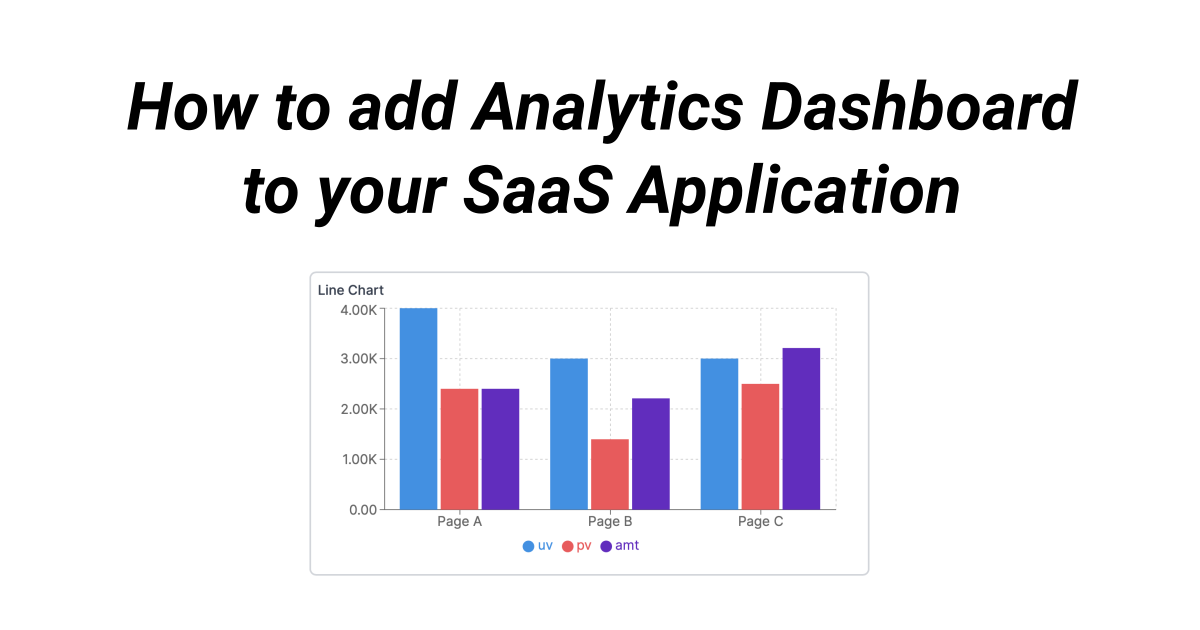 How to add Analytics Dashboard
to your SaaS Application
Line Chart
4.00K
3.00K
2.00K
1.00K
0.00
Page A Page B Page C
uv pv amt